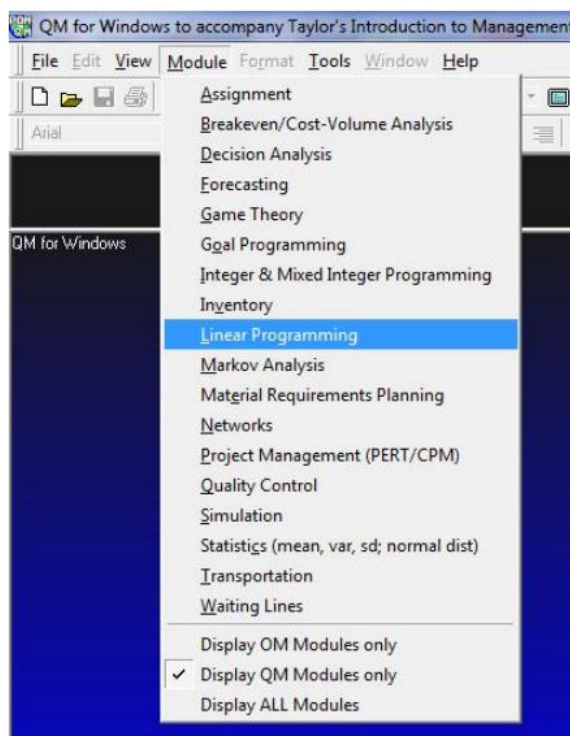 QM for Windows to accompany Taylor's Introduction to Management
File Edit View Module Format Tools Window Help
Arial
QM for Windows
Assignment
Breakeven/Cost-Volume Analysis
Decision Analysis
Forecasting
Game Theory
Goal Programming
Integer & Mixed Integer Programming
Inventory
Linear Programming
Markov Analysis
Material Requirements Planning
Networks
Project Management (PERT/CPM)
Quality Control
Simulation
Statistics (mean, var, sd; normal dist)
Transportation
Waiting Lines
Display OM Modules only
Display QM Modules only
Display ALL Modules